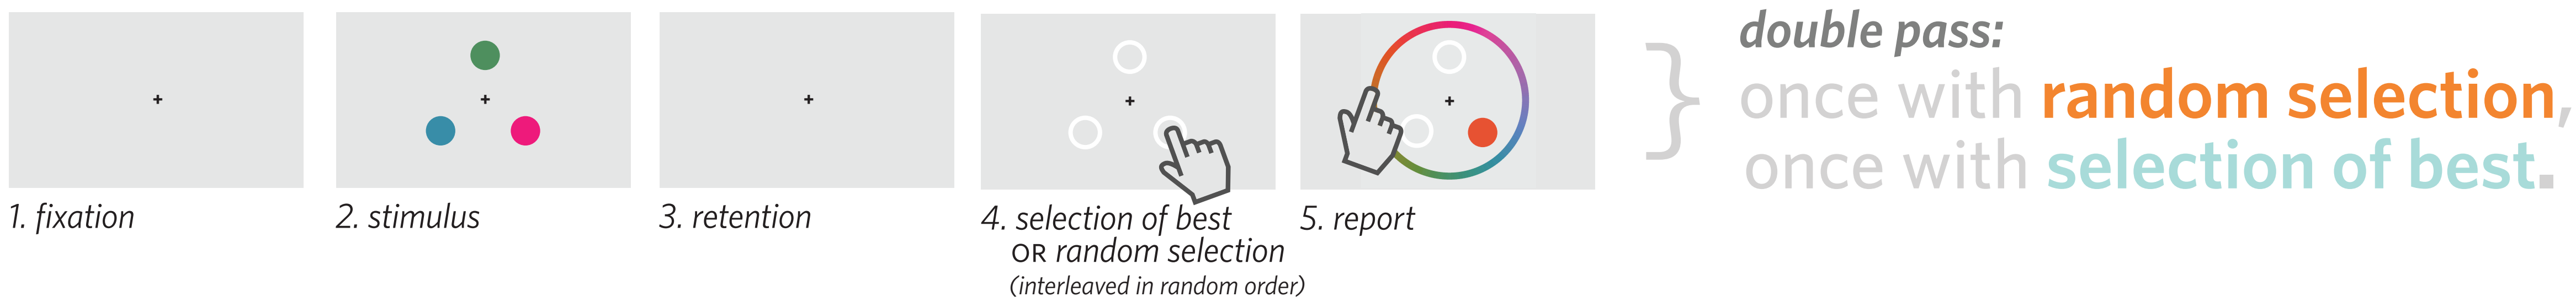 1. fixation
2. stimulus
3. retention
4. selection of best
OR random selection
(interleaved in random order)
5. report
double pass:
once with random selection,
once with selection of best.